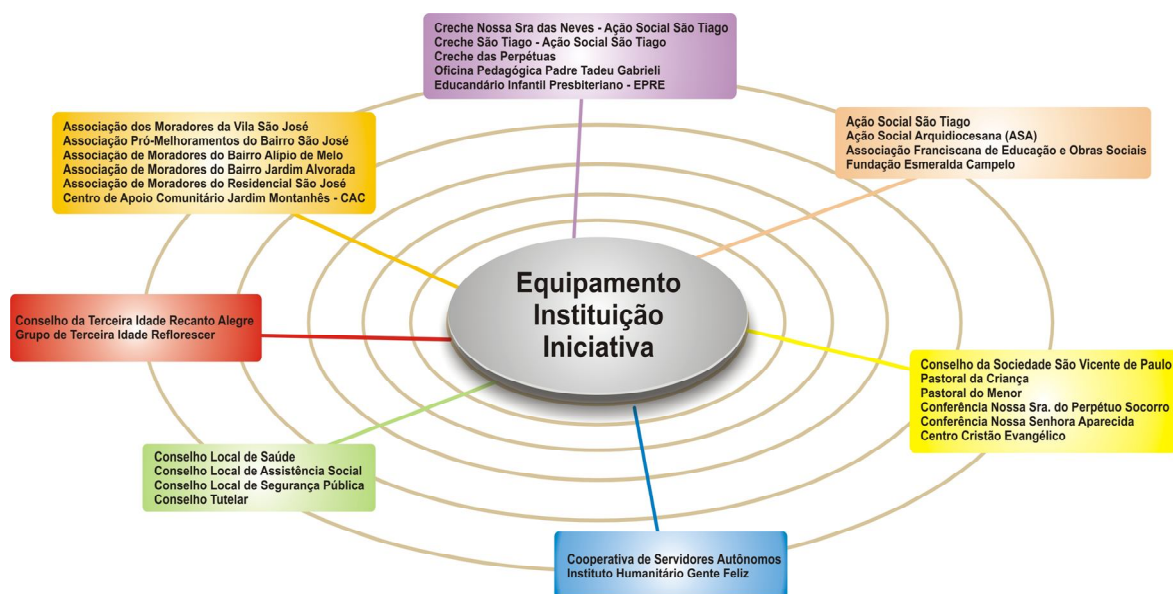 Creche Nossa Sra das Neves - Ação Social São Tiago
Creche São Tiago - Ação Social São Tiago
Creche das Perpétuas
Oficina Pedagógica Padre Tadeu Gabrieli
Educandário Infantil Presbiteriano - EPRE
Associação dos Moradores da Vila São José
Associação Pró-Melhoramentos do Bairro São José
Associação de Moradores do Bairro Alípio de Melo
Associação de Moradores do Bairro Jardim Alvorada
Associação de Moradores do Residencial São José
Centro de Apoio Comunitário Jardim Montanhês - CAC
Ação Social São Tiago
Ação Social Arquidiocesana (ASA)
Associação Franciscana de Educação e Obras Sociais
Fundação Esmeralda Campelo
Equipamento
Instituição
Iniciativa
Conselho da Terceira Idade Recanto Alegre
Grupo de Terceira Idade Reflorescer
Conselho da Sociedade São Vicente de Paulo
Pastoral da Criança
Pastoral do Menor
Conferência Nossa Sra. do Perpétuo Socorro
Conferência Nossa Senhora Aparecida
Centro Cristão Evangélico
Conselho Local de Saúde
Conselho Local de Assistência Social
Conselho Local de Segurança Pública
Conselho Tutelar
Cooperativa de Servidores Autônomos
Instituto Humanitário Gente Feliz